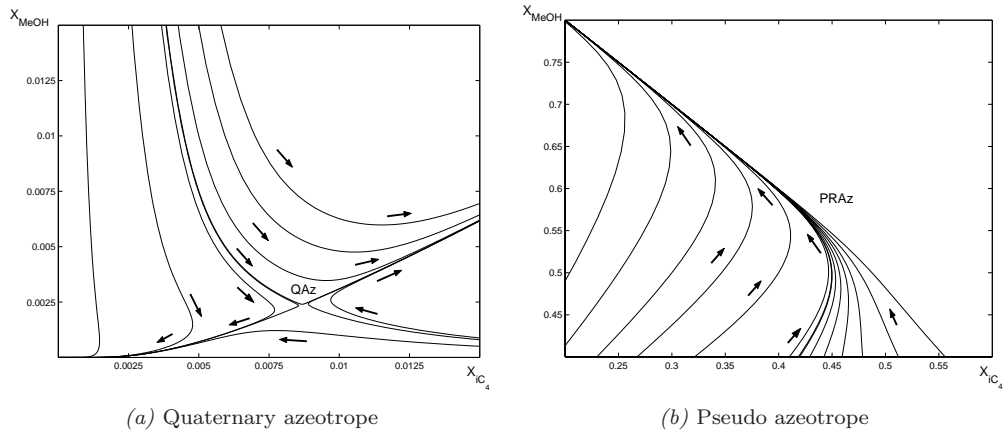 X_MeOH
0.0125
0.01
0.0075
0.005
0.0025
QAz
0.0025 0.005 0.0075 0.01 0.0125
X_iC_4
(a) Quaternary azeotrope
X_MeOH
0.75
0.7
0.65
0.6
0.55
0.5
0.45
PRAz
0.25 0.3 0.35 0.4 0.45 0.5 0.55
X_iC_4
(b) Pseudo azeotrope